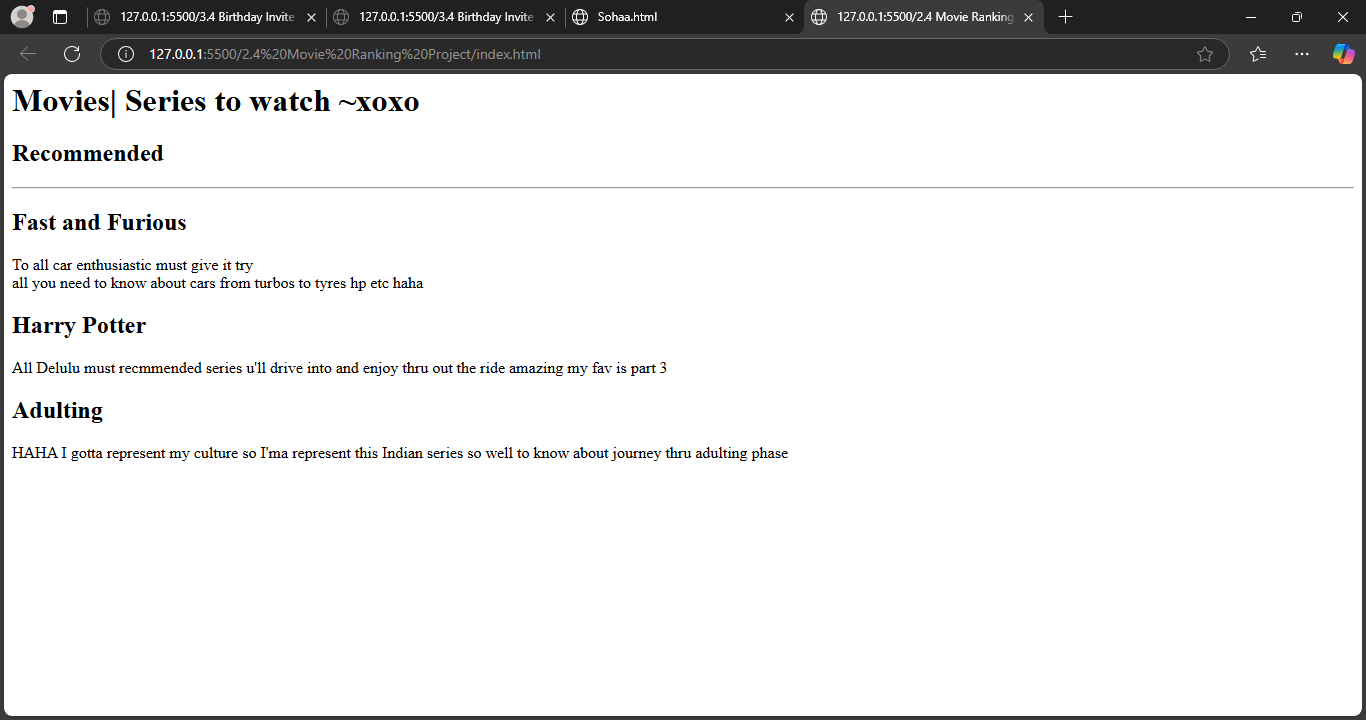 127.0.0.1:5500/3.4 Birthday Invite
127.0.0.1:5500/3.4 Birthday Invite
Sohaa.html
127.0.0.1:5500/2.4 Movie Ranking
127.0.0.1:5500/2.4%20Movie%20Ranking%20Project/index.html
Movies| Series to watch ~xoxo
Recommended
Fast and Furious
To all car enthusiastic must give it try
all you need to know about cars from turbos to tyres hp etc haha
Harry Potter
All Delulu must recmmended series u'll drive into and enjoy thru out the ride amazing my fav is part 3
Adulting
HAHA I gotta represent my culture so I'ma represent this Indian series so well to know about journey thru adulting phase